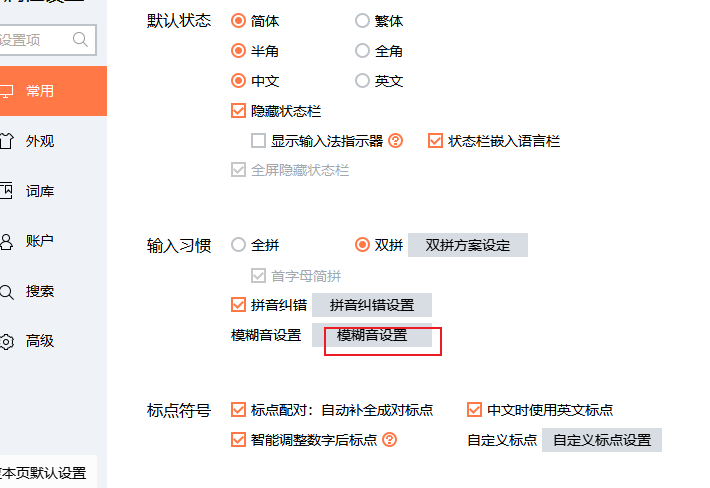 设置项
常用
外观
词库
账户
搜索
高级
本页默认设置
默认状态 简体 繁体
半角 全角
中文 英文
隐藏状态栏
显示输入法指示器 状态栏嵌入语言栏
全屏隐藏状态栏
输入习惯 全拼 双拼 双拼方案设定
首字母简拼
拼音纠错 拼音纠错设置
模糊音设置 模糊音设置
标点符号 标点配对：自动补全成对标点 中文时使用英文标点
智能调整数字后标点 自定义标点 自定义标点设置